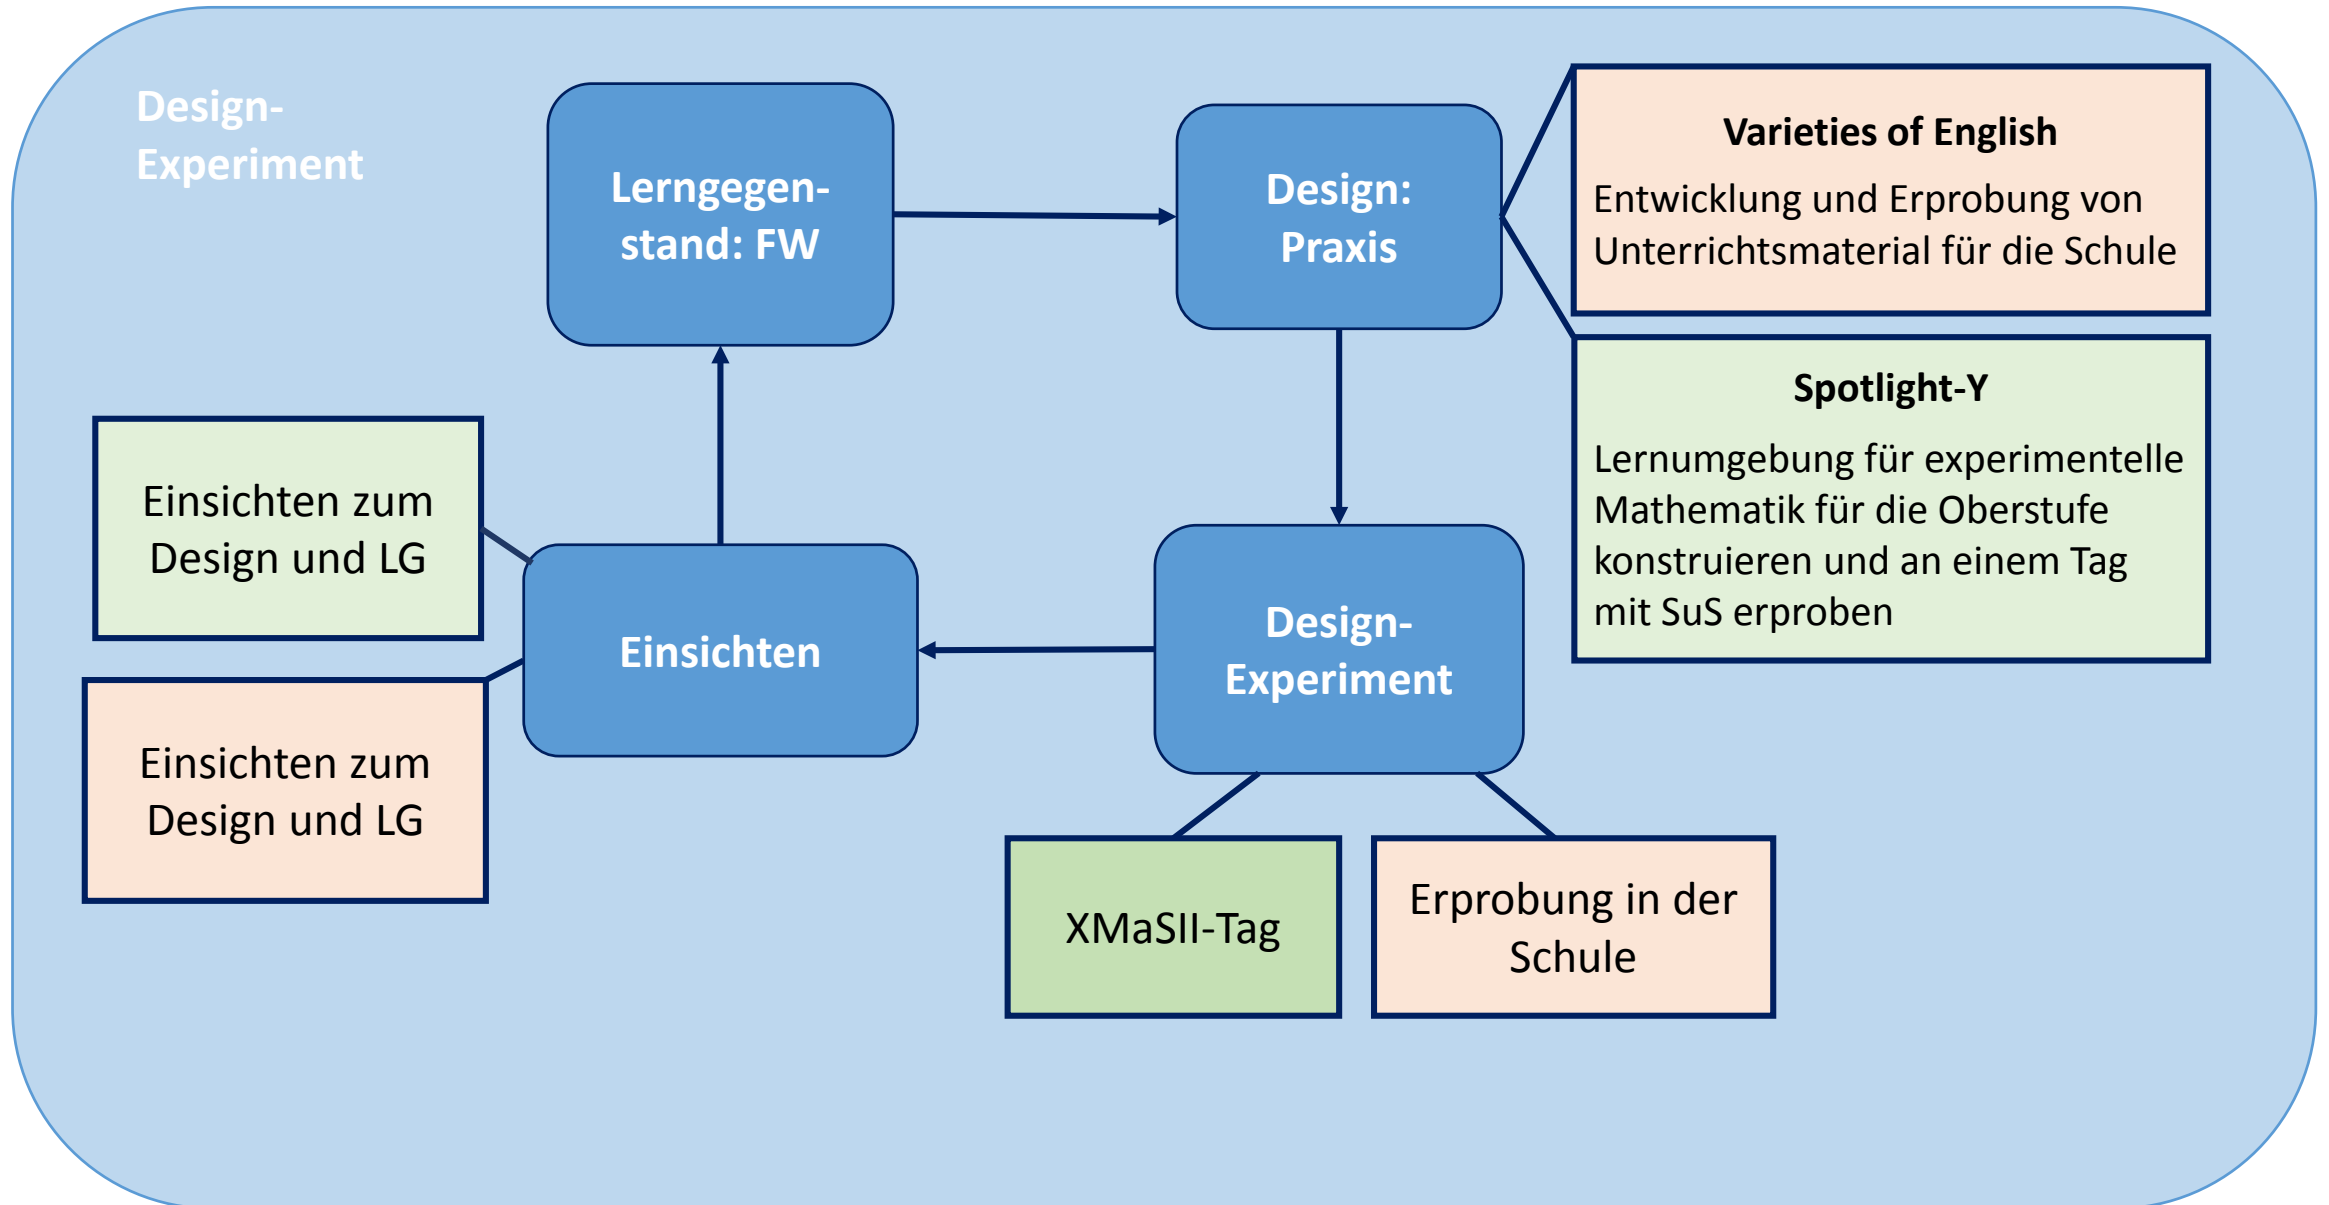 Design-
Experiment
Lerngegen-
stand: FW
Design:
Praxis
Varieties of English
Entwicklung und Erprobung von
Unterrichtsmaterial für die Schule
Spotlight-Y
Lernumgebung für experimentelle
Mathematik für die Oberstufe
konstruieren und an einem Tag
mit SuS erproben
Einsichten zum
Design und LG
Einsichten
Design-
Experiment
Einsichten zum
Design und LG
XMaSII-Tag
Erprobung in der
Schule